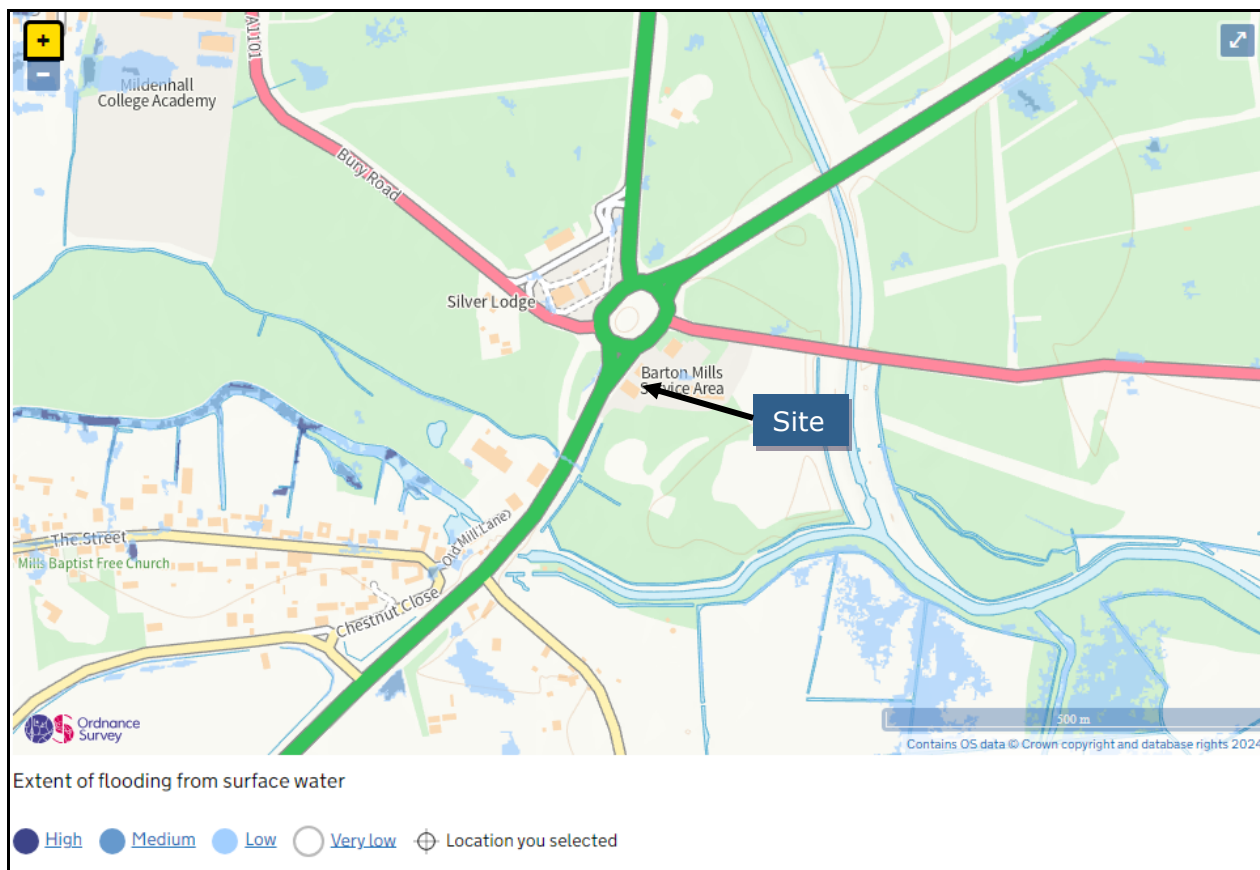 +
−
A1101
Mildenhall
College Academy
Bury Road
Silver Lodge
Barton Mills
Service Area
Site
The Street
Mills Baptist Free Church
Old Mill Lane
Chestnut Close
Ordnance
Survey
500 m
Contains OS data © Crown copyright and database rights 2024
Extent of flooding from surface water
High Medium Low Very low Location you selected